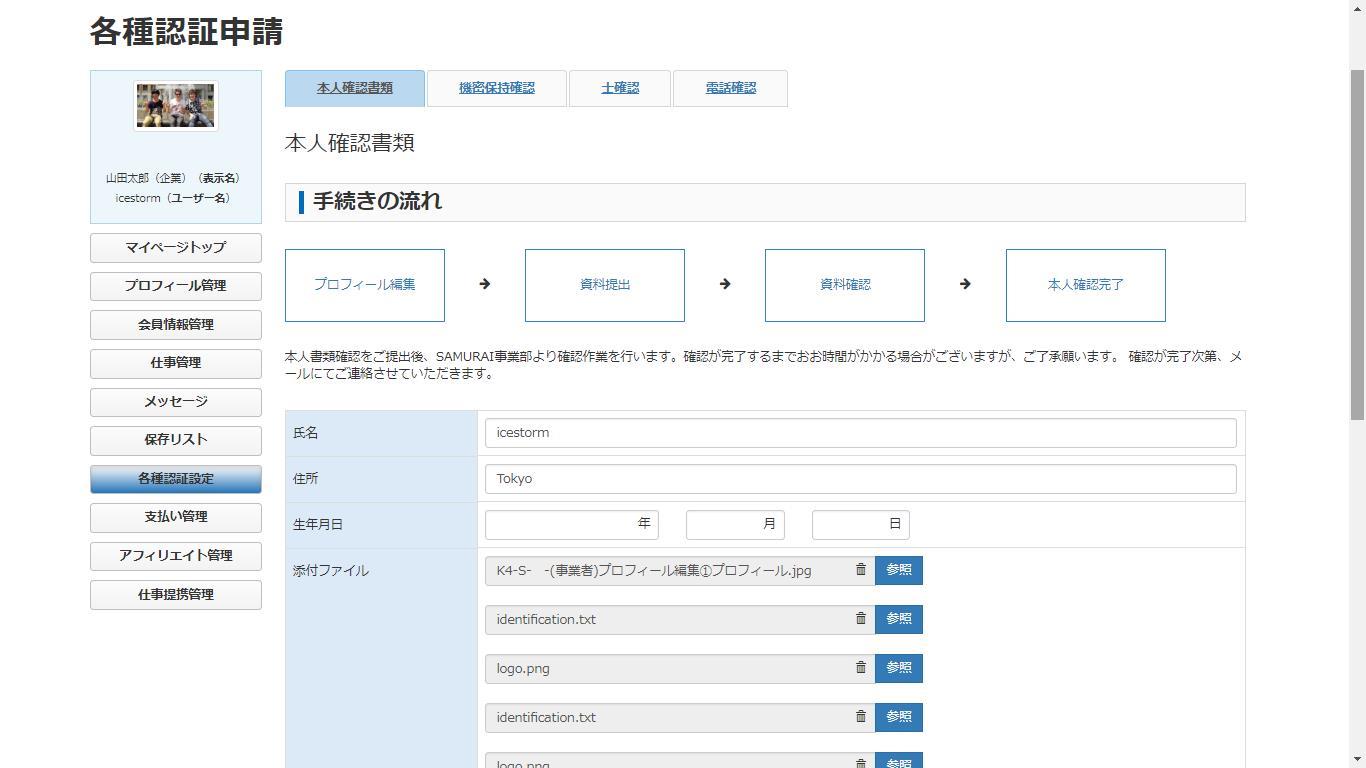 各種認証申請
山田太郎（企業）（表示名）
icestorm（ユーザー名）
マイページトップ
プロフィール管理
会員情報管理
仕事管理
メッセージ
保存リスト
各種認証設定
支払い管理
アフィリエイト管理
仕事提携管理
本人確認書類
機密保持確認
士確認
電話確認
本人確認書類
手続きの流れ
プロフィール編集
資料提出
資料確認
本人確認完了
本人書類確認をご提出後、SAMURAI事業部より確認作業を行います。確認が完了するまでおお時間がかかる場合がございますが、ご了承願います。 確認が完了次第、メ
ールにてご連絡させていただきます。
氏名
icestorm
住所
Tokyo
生年月日
年
月
日
添付ファイル
K4-S-　-(事業者)プロフィール編集①プロフィール.jpg
参照
identification.txt
参照
logo.png
参照
identification.txt
参照
logo.png
参照